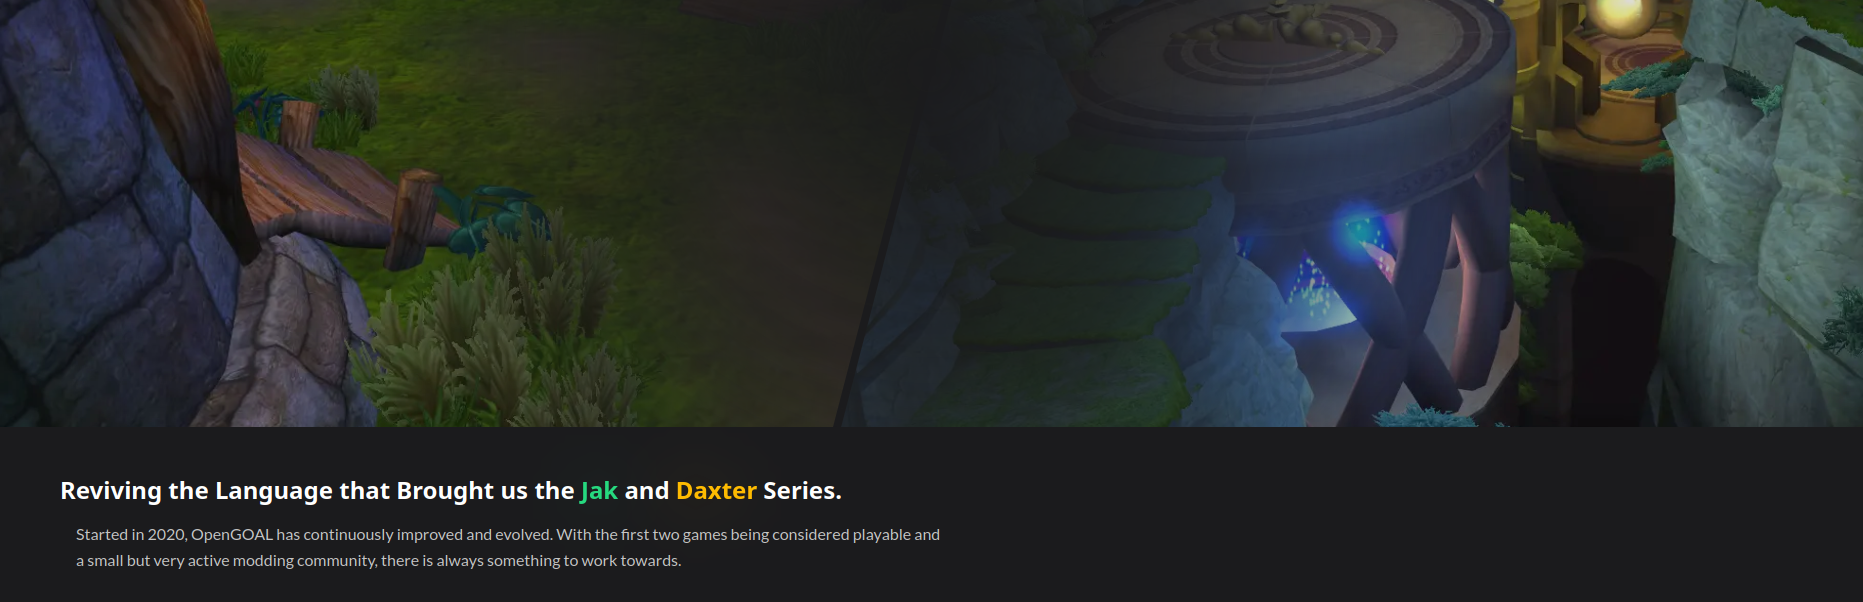 Reviving the Language that Brought us the Jak and Daxter Series.
Started in 2020, OpenGOAL has continuously improved and evolved. With the first two games being considered playable and
a small but very active modding community, there is always something to work towards.